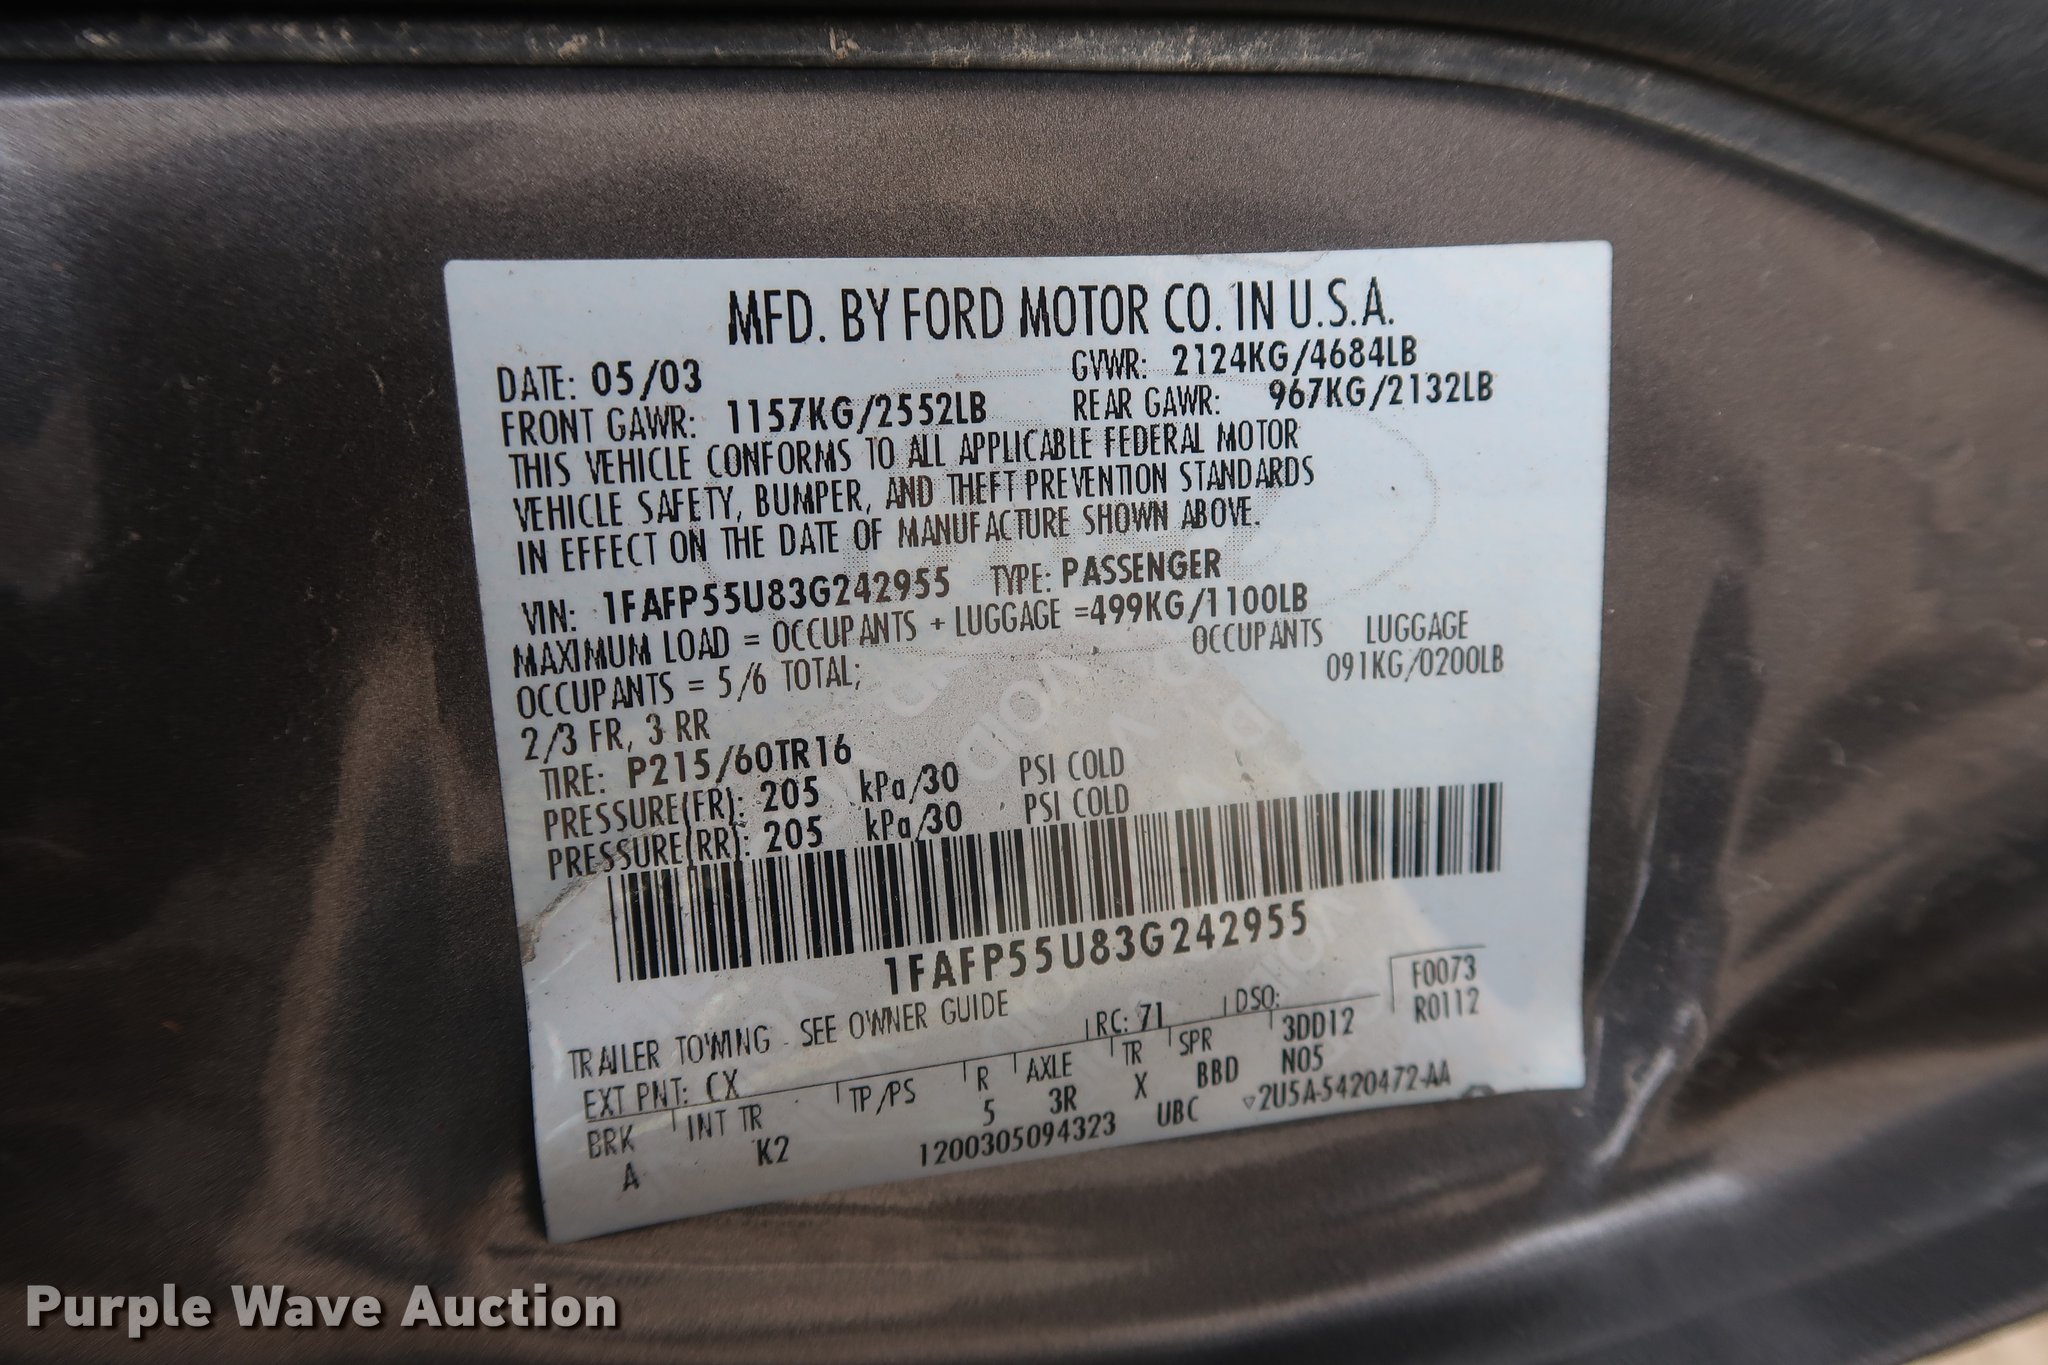 MFD. BY FORD MOTOR CO. IN U.S.A.
DATE: 05/03 GVWR: 2124KG/4684LB
FRONT GAWR: 1157KG/2552LB REAR GAWR: 967KG/2132LB
THIS VEHICLE CONFORMS TO ALL APPLICABLE FEDERAL MOTOR
VEHICLE SAFETY, BUMPER, AND THEFT PREVENTION STANDARDS
IN EFFECT ON THE DATE OF MANUFACTURE SHOWN ABOVE.
VIN: 1FAFP55U83G242955 TYPE: PASSENGER
MAXIMUM LOAD = OCCUPANTS + LUGGAGE =499KG/1100LB
OCCUPANTS = 5/6 TOTAL; OCCUPANTS LUGGAGE
2/3 FR, 3 RR 091KG/0200LB
TIRE: P215/60TR16
PRESSURE(FR): 205 kPa/30 PSI COLD
PRESSURE(RR): 205 kPa/30 PSI COLD
1FAFP55U83G242955
TRAILER TOWING - SEE OWNER GUIDE
EXT PNT: CX RC: 71 DSO: F0073
BRK INT TR TP/PS R AXLE TR SPR 3DD12 R0112
A K2 5 3R X BBD N05
1200305094323 UBC ▽2U5A-5420472-AA
VOID
Purple Wave Auction